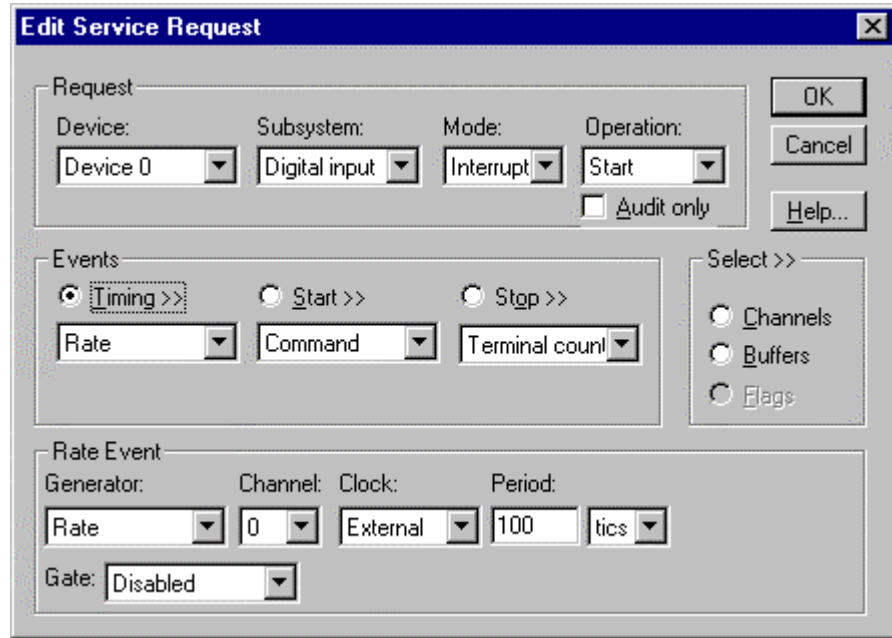 Edit Service Request
Request
Device: Subsystem: Mode: Operation:
Device 0 Digital input Interrupt Start
Audit only
OK
Cancel
Help...
Events
Timing >> Start >> Stop >>
Rate Command Terminal count
Select >>
Channels
Buffers
Flags
Rate Event
Generator: Channel: Clock: Period:
Rate 0 External 100 tics
Gate: Disabled